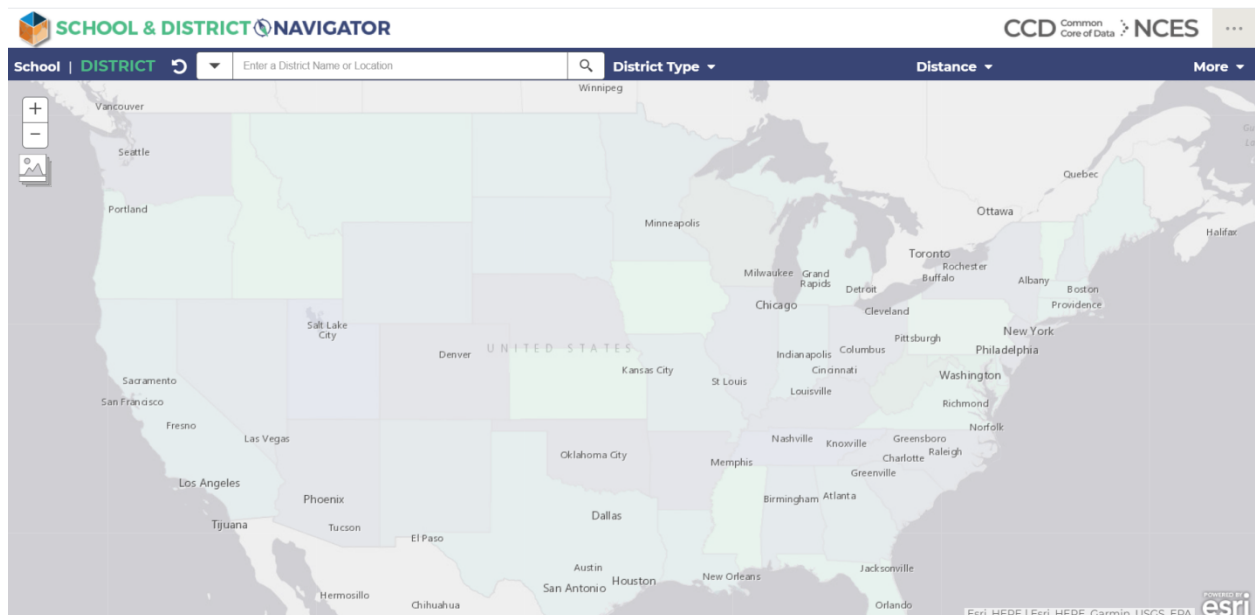 SCHOOL & DISTRICT NAVIGATOR
CCD Common Core of Data NCES
...
School | DISTRICT
Enter a District Name or Location
District Type
Distance
More
+
−
Winnipeg
Vancouver
Seattle
Quebec
Portland
Ottawa
Minneapolis
Halifax
Toronto
Rochester
Buffalo
Milwaukee
Grand
Rapids
Detroit
Albany
Boston
Chicago
Cleveland
Providence
Salt Lake
City
New York
Pittsburgh
Denver
UNITED STATES
Indianapolis
Columbus
Philadelphia
Kansas City
Cincinnati
Washington
Sacramento
St Louis
Louisville
San Francisco
Richmond
Fresno
Norfolk
Las Vegas
Nashville
Knoxville
Greensboro
Raleigh
Oklahoma City
Memphis
Charlotte
Greenville
Los Angeles
Phoenix
Birmingham
Atlanta
Dallas
Tijuana
Tucson
El Paso
Austin
Jacksonville
San Antonio
Houston
New Orleans
Hermosillo
Chihuahua
Orlando
Esri, HERE | Esri, HERE, Garmin, USGS, EPA
POWERED BY
esri